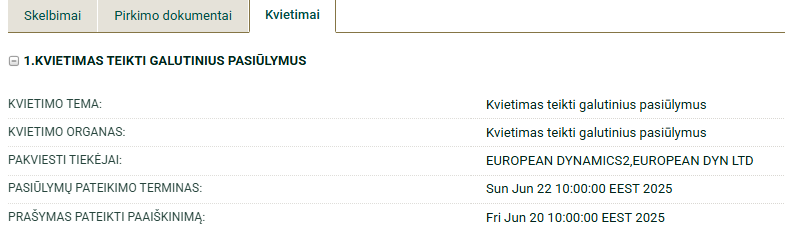 Skelbimai Pirkimo dokumentai Kvietimai
1.KVIETIMAS TEIKTI GALUTINIUS PASIŪLYMUS
KVIETIMO TEMA: Kvietimas teikti galutinius pasiūlymus
KVIETIMO ORGANAS: Kvietimas teikti galutinius pasiūlymus
PAKVIESTI TIEKĖJAI: EUROPEAN DYNAMICS2,EUROPEAN DYN LTD
PASIŪLYMŲ PATEIKIMO TERMINAS: Sun Jun 22 10:00:00 EEST 2025
PRAŠYMAS PATEIKTI PAAIŠKINIMĄ: Fri Jun 20 10:00:00 EEST 2025